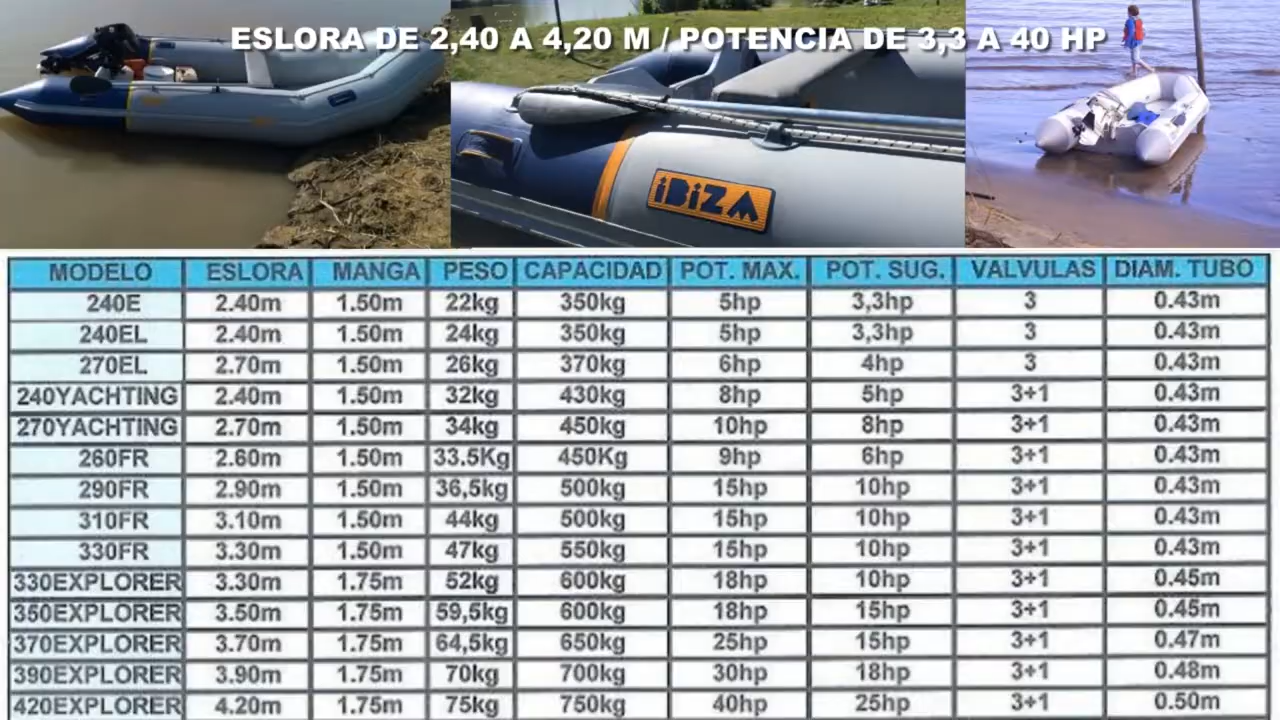 ESLORA DE 2,40 A 4,20 M / POTENCIA DE 3,3 A 40 HP
iBiZA
MODELO ESLORA MANGA PESO CAPACIDAD POT. MAX. POT. SUG. VALVULAS DIAM. TUBO
240E 2.40m 1.50m 22kg 350kg 5hp 3,3hp 3 0.43m
240EL 2.40m 1.50m 24kg 350kg 5hp 3,3hp 3 0.43m
270EL 2.70m 1.50m 26kg 370kg 6hp 4hp 3 0.43m
240YACHTING 2.40m 1.50m 32kg 430kg 8hp 5hp 3+1 0.43m
270YACHTING 2.70m 1.50m 34kg 450kg 10hp 8hp 3+1 0.43m
260FR 2.60m 1.50m 33.5Kg 450Kg 9hp 6hp 3+1 0.43m
290FR 2.90m 1.50m 36,5kg 500kg 15hp 10hp 3+1 0.43m
310FR 3.10m 1.50m 44kg 500kg 15hp 10hp 3+1 0.43m
330FR 3.30m 1.50m 47kg 550kg 15hp 10hp 3+1 0.43m
330EXPLORER 3.30m 1.75m 52kg 600kg 18hp 10hp 3+1 0.45m
350EXPLORER 3.50m 1.75m 59,5kg 600kg 18hp 15hp 3+1 0.45m
370EXPLORER 3.70m 1.75m 64,5kg 650kg 25hp 15hp 3+1 0.47m
390EXPLORER 3.90m 1.75m 70kg 700kg 30hp 18hp 3+1 0.48m
420EXPLORER 4.20m 1.75m 75kg 750kg 40hp 25hp 3+1 0.50m